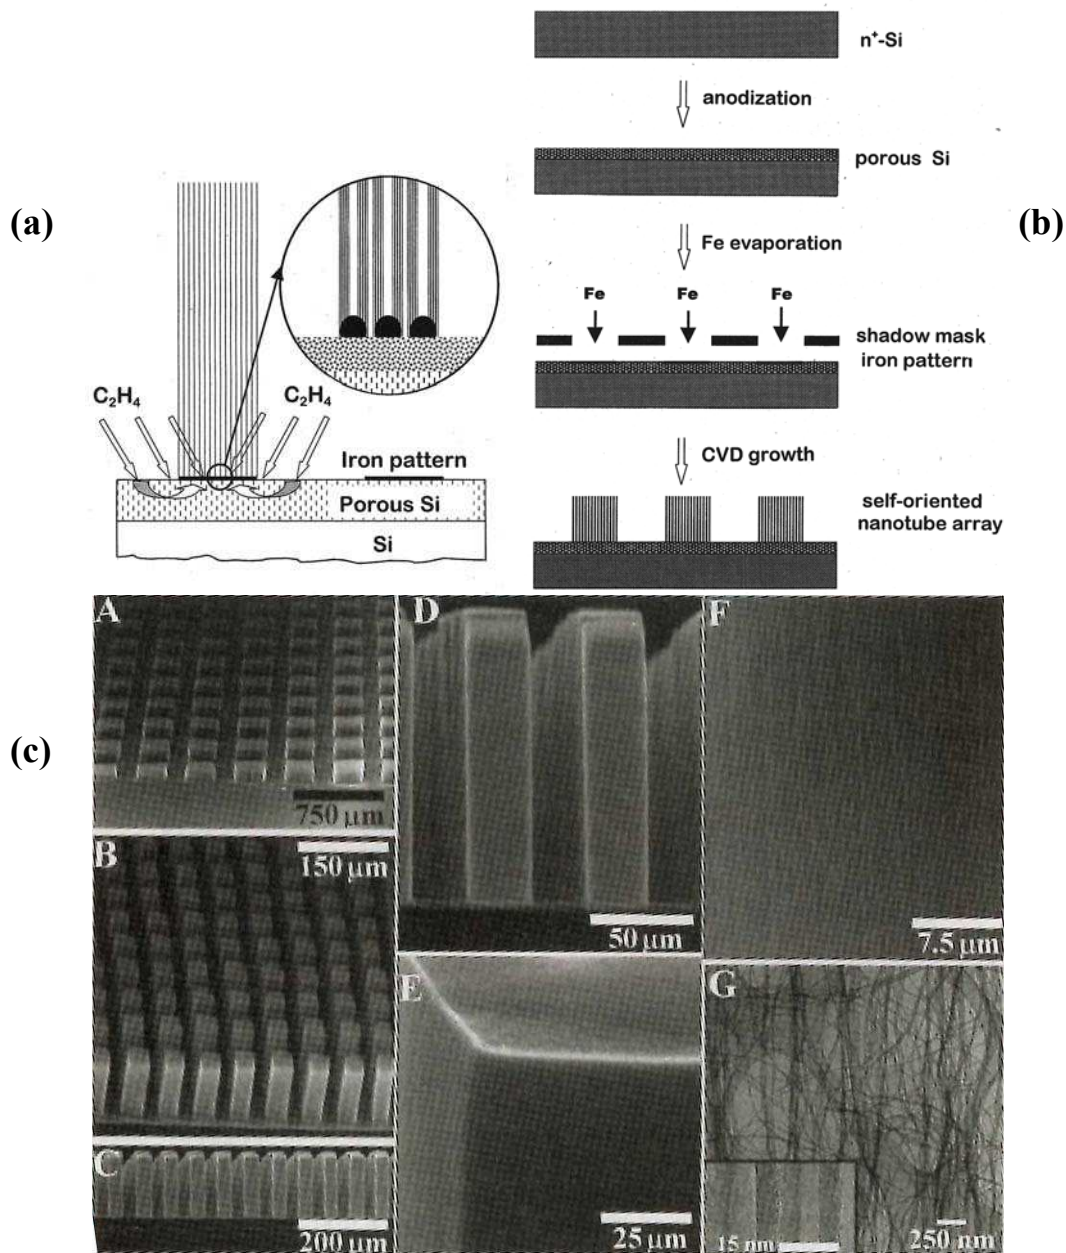 (a)
C₂H₄
C₂H₄
Iron pattern
Porous Si
Si
(b)
n⁺-Si
anodization
porous Si
Fe evaporation
Fe Fe Fe
shadow mask
iron pattern
CVD growth
self-oriented
nanotube array
(c)
A
750 μm
B
150 μm
C
200 μm
D
50 μm
E
25 μm
F
7.5 μm
G
15 nm
250 nm